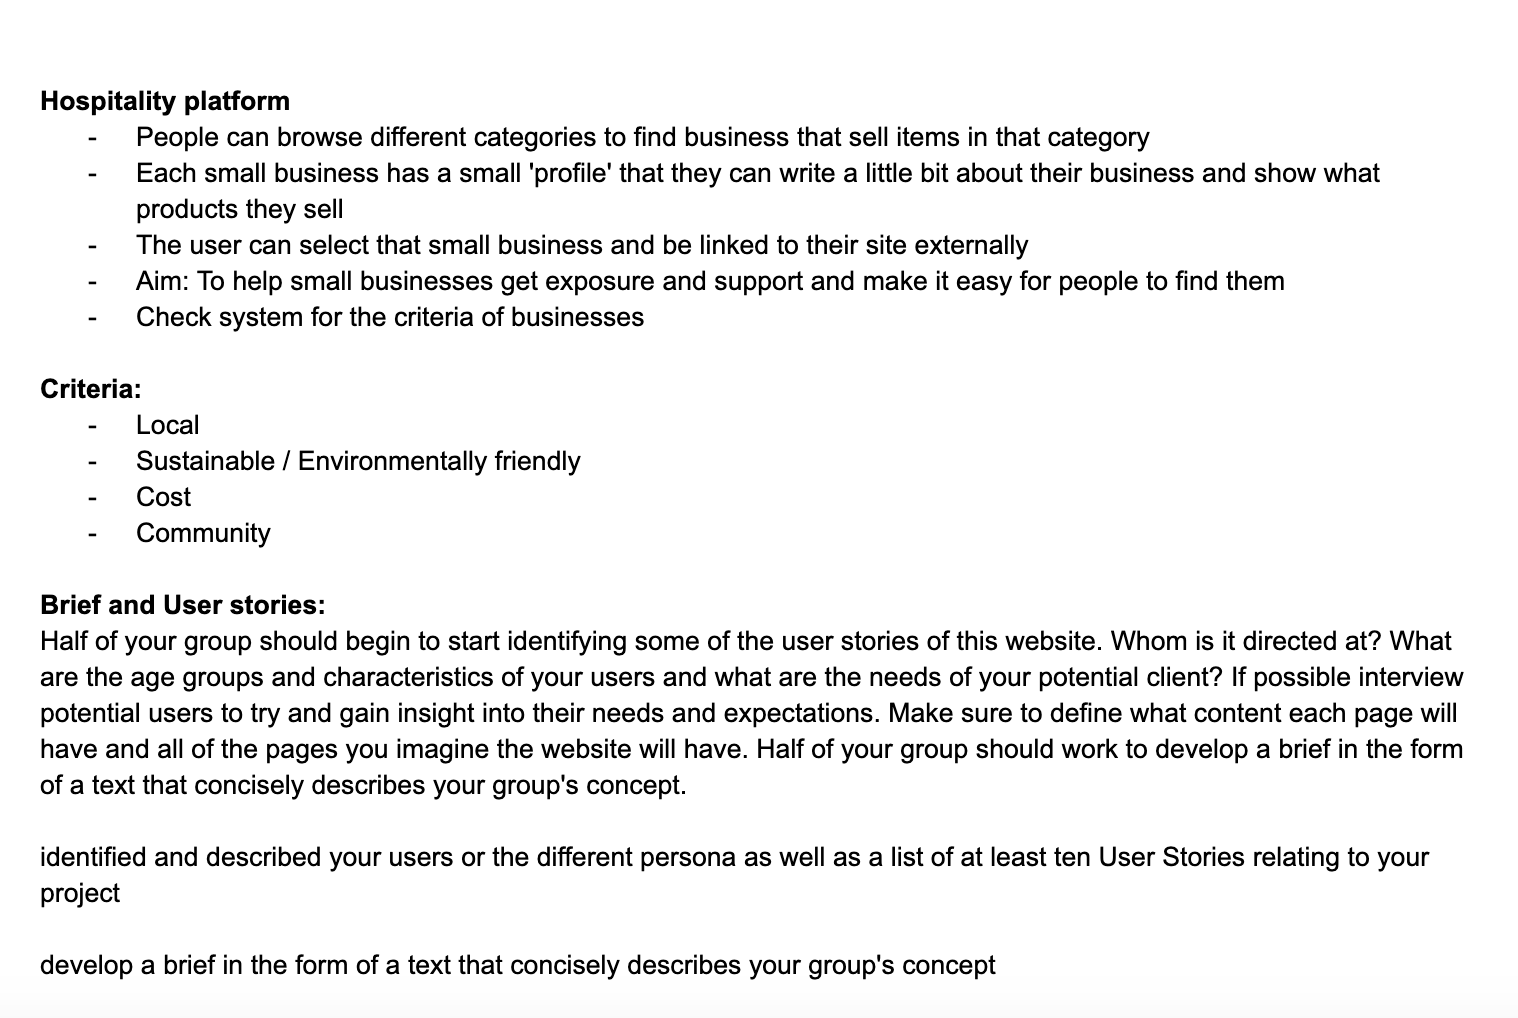 Hospitality platform
- People can browse different categories to find business that sell items in that category
- Each small business has a small 'profile' that they can write a little bit about their business and show what
products they sell
- The user can select that small business and be linked to their site externally
- Aim: To help small businesses get exposure and support and make it easy for people to find them
- Check system for the criteria of businesses
Criteria:
- Local
- Sustainable / Environmentally friendly
- Cost
- Community
Brief and User stories:
Half of your group should begin to start identifying some of the user stories of this website. Whom is it directed at? What
are the age groups and characteristics of your users and what are the needs of your potential client? If possible interview
potential users to try and gain insight into their needs and expectations. Make sure to define what content each page will
have and all of the pages you imagine the website will have. Half of your group should work to develop a brief in the form
of a text that concisely describes your group's concept.
identified and described your users or the different persona as well as a list of at least ten User Stories relating to your
project
develop a brief in the form of a text that concisely describes your group's concept